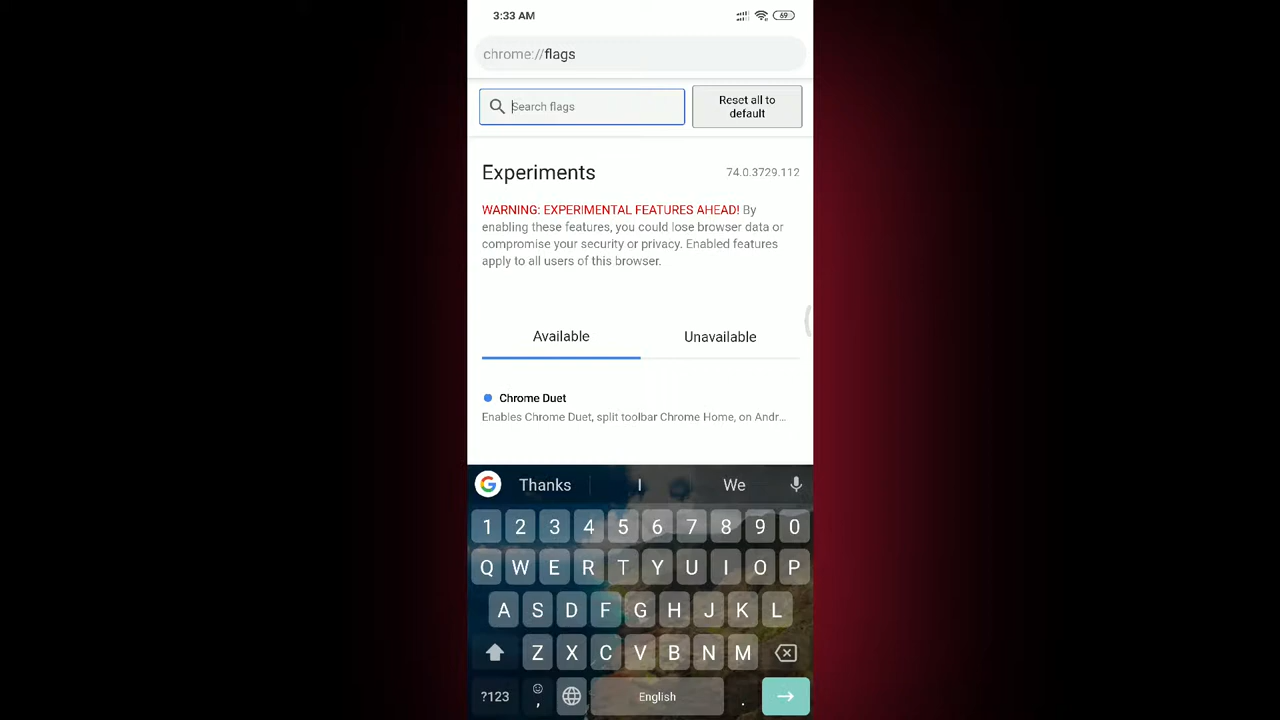 3:33 AM
69
chrome://flags
Search flags
Reset all to
default
Experiments
74.0.3729.112
WARNING: EXPERIMENTAL FEATURES AHEAD! By
enabling these features, you could lose browser data or
compromise your security or privacy. Enabled features
apply to all users of this browser.
Available
Unavailable
Chrome Duet
Enables Chrome Duet, split toolbar Chrome Home, on Andr...
G
Thanks
I
We
1 2 3 4 5 6 7 8 9 0
Q W E R T Y U I O P
A S D F G H J K L
Z X C V B N M
?123
,
English
.